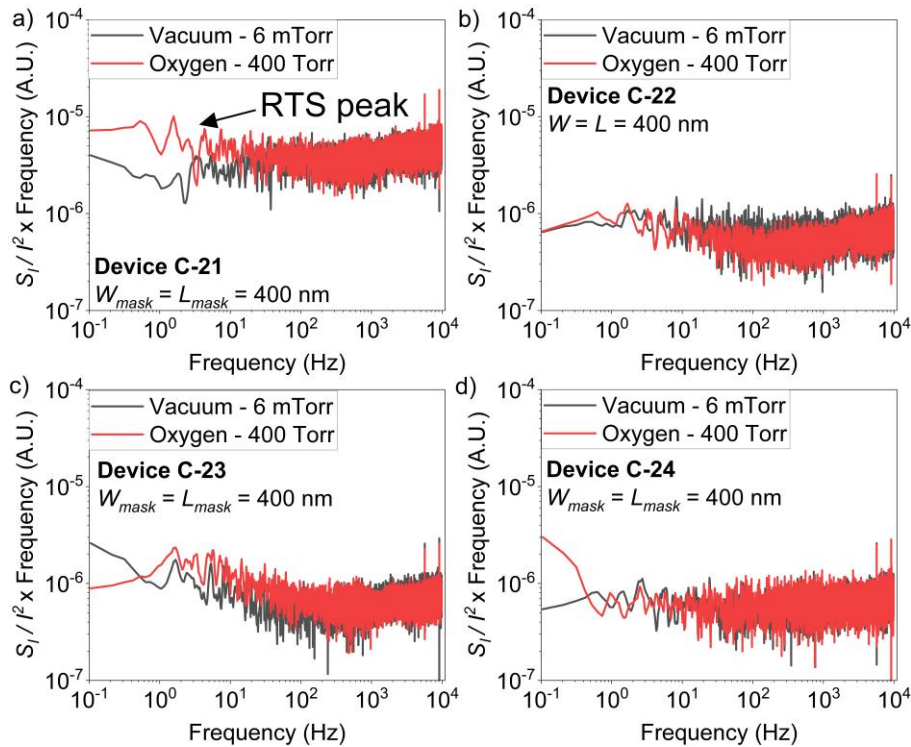 a)
Vacuum - 6 mTorr
Oxygen - 400 Torr
RTS peak
Device C-21
W_mask = L_mask = 400 nm
S_I / I^2 x Frequency (A.U.)
10^-4
10^-5
10^-6
10^-7
10^-1 10^0 10^1 10^2 10^3 10^4
Frequency (Hz)
b)
Vacuum - 6 mTorr
Oxygen - 400 Torr
Device C-22
W = L = 400 nm
S_I / I^2 x Frequency (A.U.)
10^-4
10^-5
10^-6
10^-7
10^-1 10^0 10^1 10^2 10^3 10^4
Frequency (Hz)
c)
Vacuum - 6 mTorr
Oxygen - 400 Torr
Device C-23
W_mask = L_mask = 400 nm
S_I / I^2 x Frequency (A.U.)
10^-4
10^-5
10^-6
10^-7
10^-1 10^0 10^1 10^2 10^3 10^4
Frequency (Hz)
d)
Vacuum - 6 mTorr
Oxygen - 400 Torr
Device C-24
W_mask = L_mask = 400 nm
S_I / I^2 x Frequency (A.U.)
10^-4
10^-5
10^-6
10^-7
10^-1 10^0 10^1 10^2 10^3 10^4
Frequency (Hz)